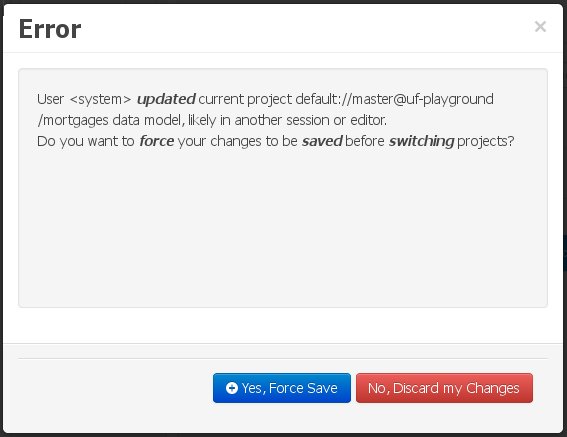 Error
×
User <system> updated current project default://master@uf-playground
/mortgages data model, likely in another session or editor.
Do you want to force your changes to be saved before switching projects?
Yes, Force Save
No, Discard my Changes